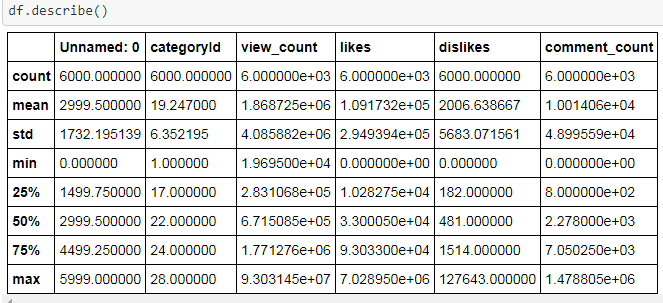 df.describe()
Unnamed: 0 categoryId view_count likes dislikes comment_count
count 6000.000000 6000.000000 6.000000e+03 6.000000e+03 6000.000000 6.000000e+03
mean 2999.500000 19.247000 1.868725e+06 1.091732e+05 2006.638667 1.001406e+04
std 1732.195139 6.352195 4.085882e+06 2.949394e+05 5683.071561 4.899559e+04
min 0.000000 1.000000 1.969500e+04 0.000000e+00 0.000000 0.000000e+00
25% 1499.750000 17.000000 2.831068e+05 1.028275e+04 182.000000 8.000000e+02
50% 2999.500000 22.000000 6.715085e+05 3.300050e+04 481.000000 2.278000e+03
75% 4499.250000 24.000000 1.771276e+06 9.303300e+04 1514.000000 7.050250e+03
max 5999.000000 28.000000 9.303145e+07 7.028950e+06 127643.000000 1.478805e+06